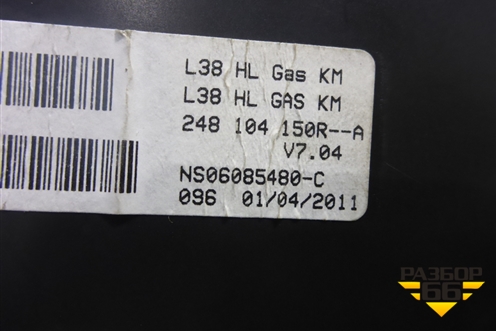 L38 HL Gas KM
L38 HL GAS KM
248 104 150R--A
V7.04
NS06085480-C
096 01/04/2011
РАЗБОР
66